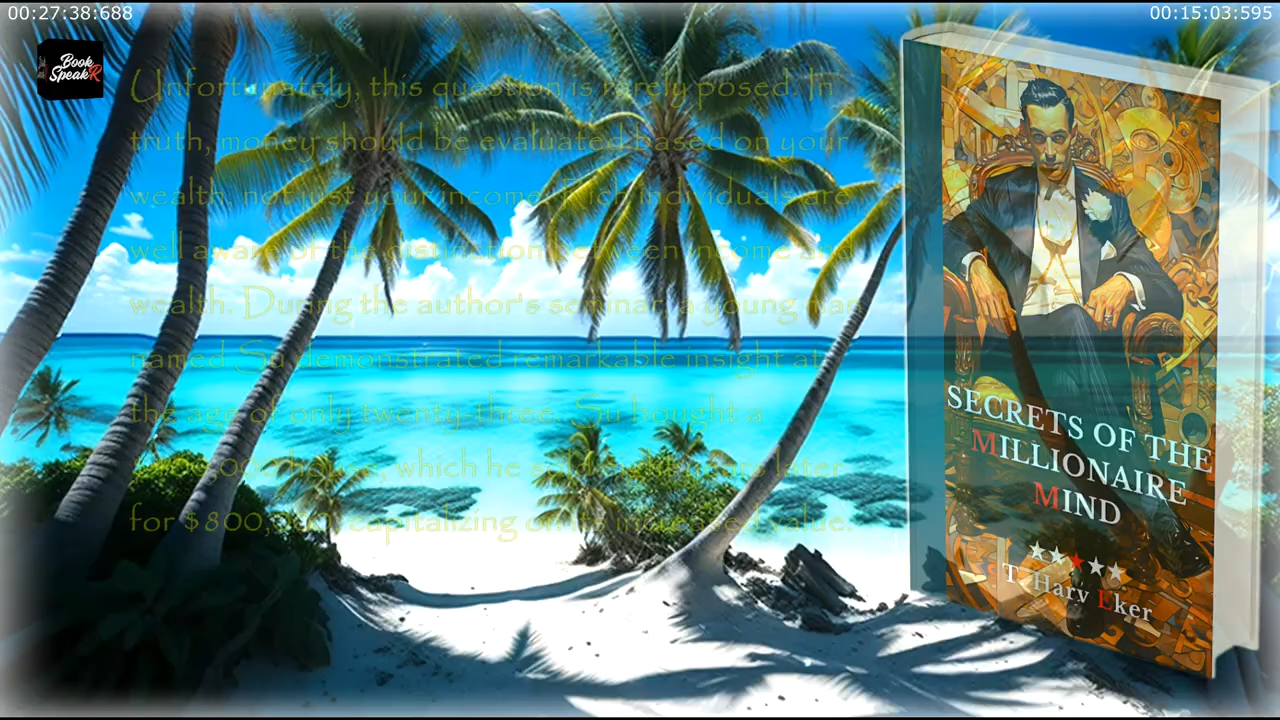 00:27:38:688
00:15:03:595
Book
SpeakR
Unfortunately, this question is rarely posed. In
truth, money should be evaluated based on your
wealth, not just your income. Rich individuals are
well aware of the distinction between income and
wealth. During the author's seminar, a young man
named Su demonstrated remarkable insight at
the age of only twenty-three. Su bought a
house, which he later
for $800, capitalizing on increased value.
SECRETS OF THE
MILLIONAIRE
MIND
T. Harv Eker